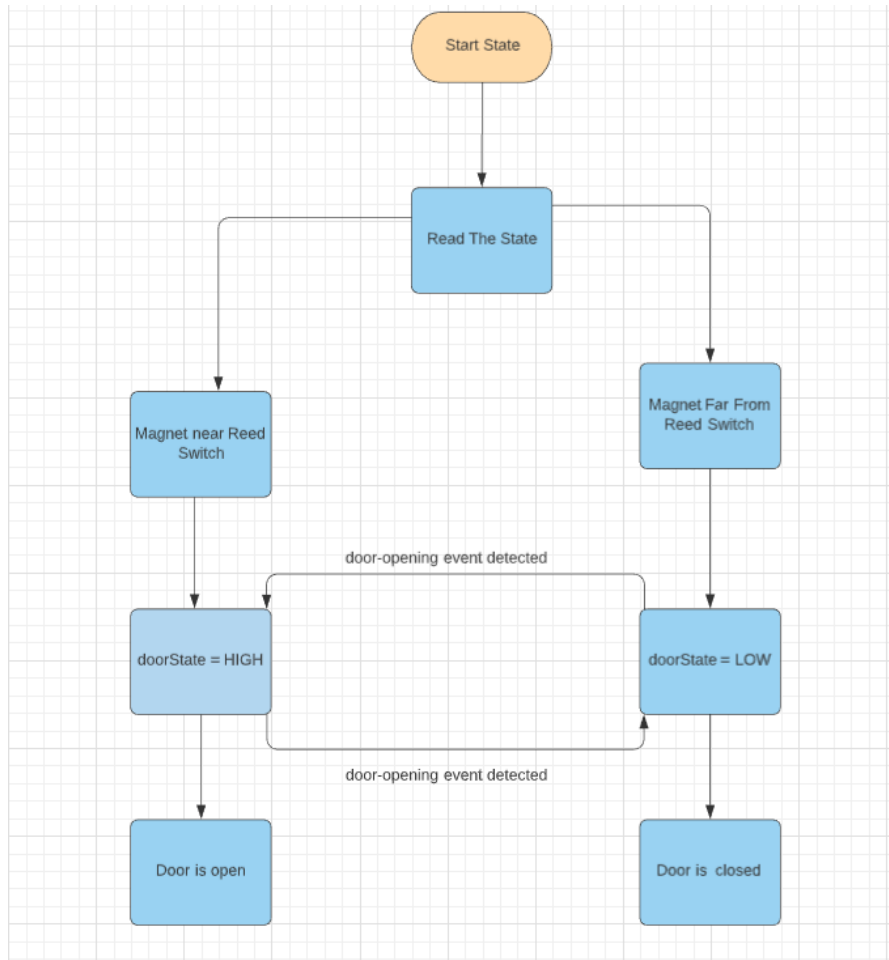 Start State
Read The State
Magnet near Reed
Switch
Magnet Far From
Reed Switch
door-opening event detected
doorState = HIGH
doorState = LOW
door-opening event detected
Door is open
Door is closed